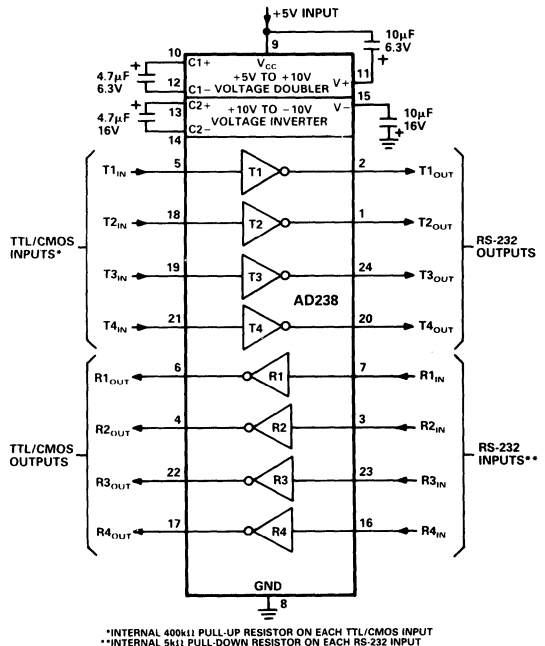 +5V INPUT
10μF
6.3V
+
9
10
C1+
VCC
4.7μF
6.3V
+
12
C1−
+5V TO +10V
VOLTAGE DOUBLER
V+
11
4.7μF
16V
+
13
C2+
C2−
14
+10V TO −10V
VOLTAGE INVERTER
V−
15
10μF
16V
+
TTL/CMOS
INPUTS*
T1IN
5
T1
2
T1OUT
T2IN
18
T2
1
T2OUT
T3IN
19
T3
24
T3OUT
AD238
T4IN
21
T4
20
T4OUT
RS-232
OUTPUTS
TTL/CMOS
OUTPUTS
R1OUT
6
R1
7
R1IN
R2OUT
4
R2
3
R2IN
R3OUT
22
R3
23
R3IN
R4OUT
17
R4
16
R4IN
RS-232
INPUTS**
GND
8
*INTERNAL 400kΩ PULL-UP RESISTOR ON EACH TTL/CMOS INPUT
**INTERNAL 5kΩ PULL-DOWN RESISTOR ON EACH RS-232 INPUT